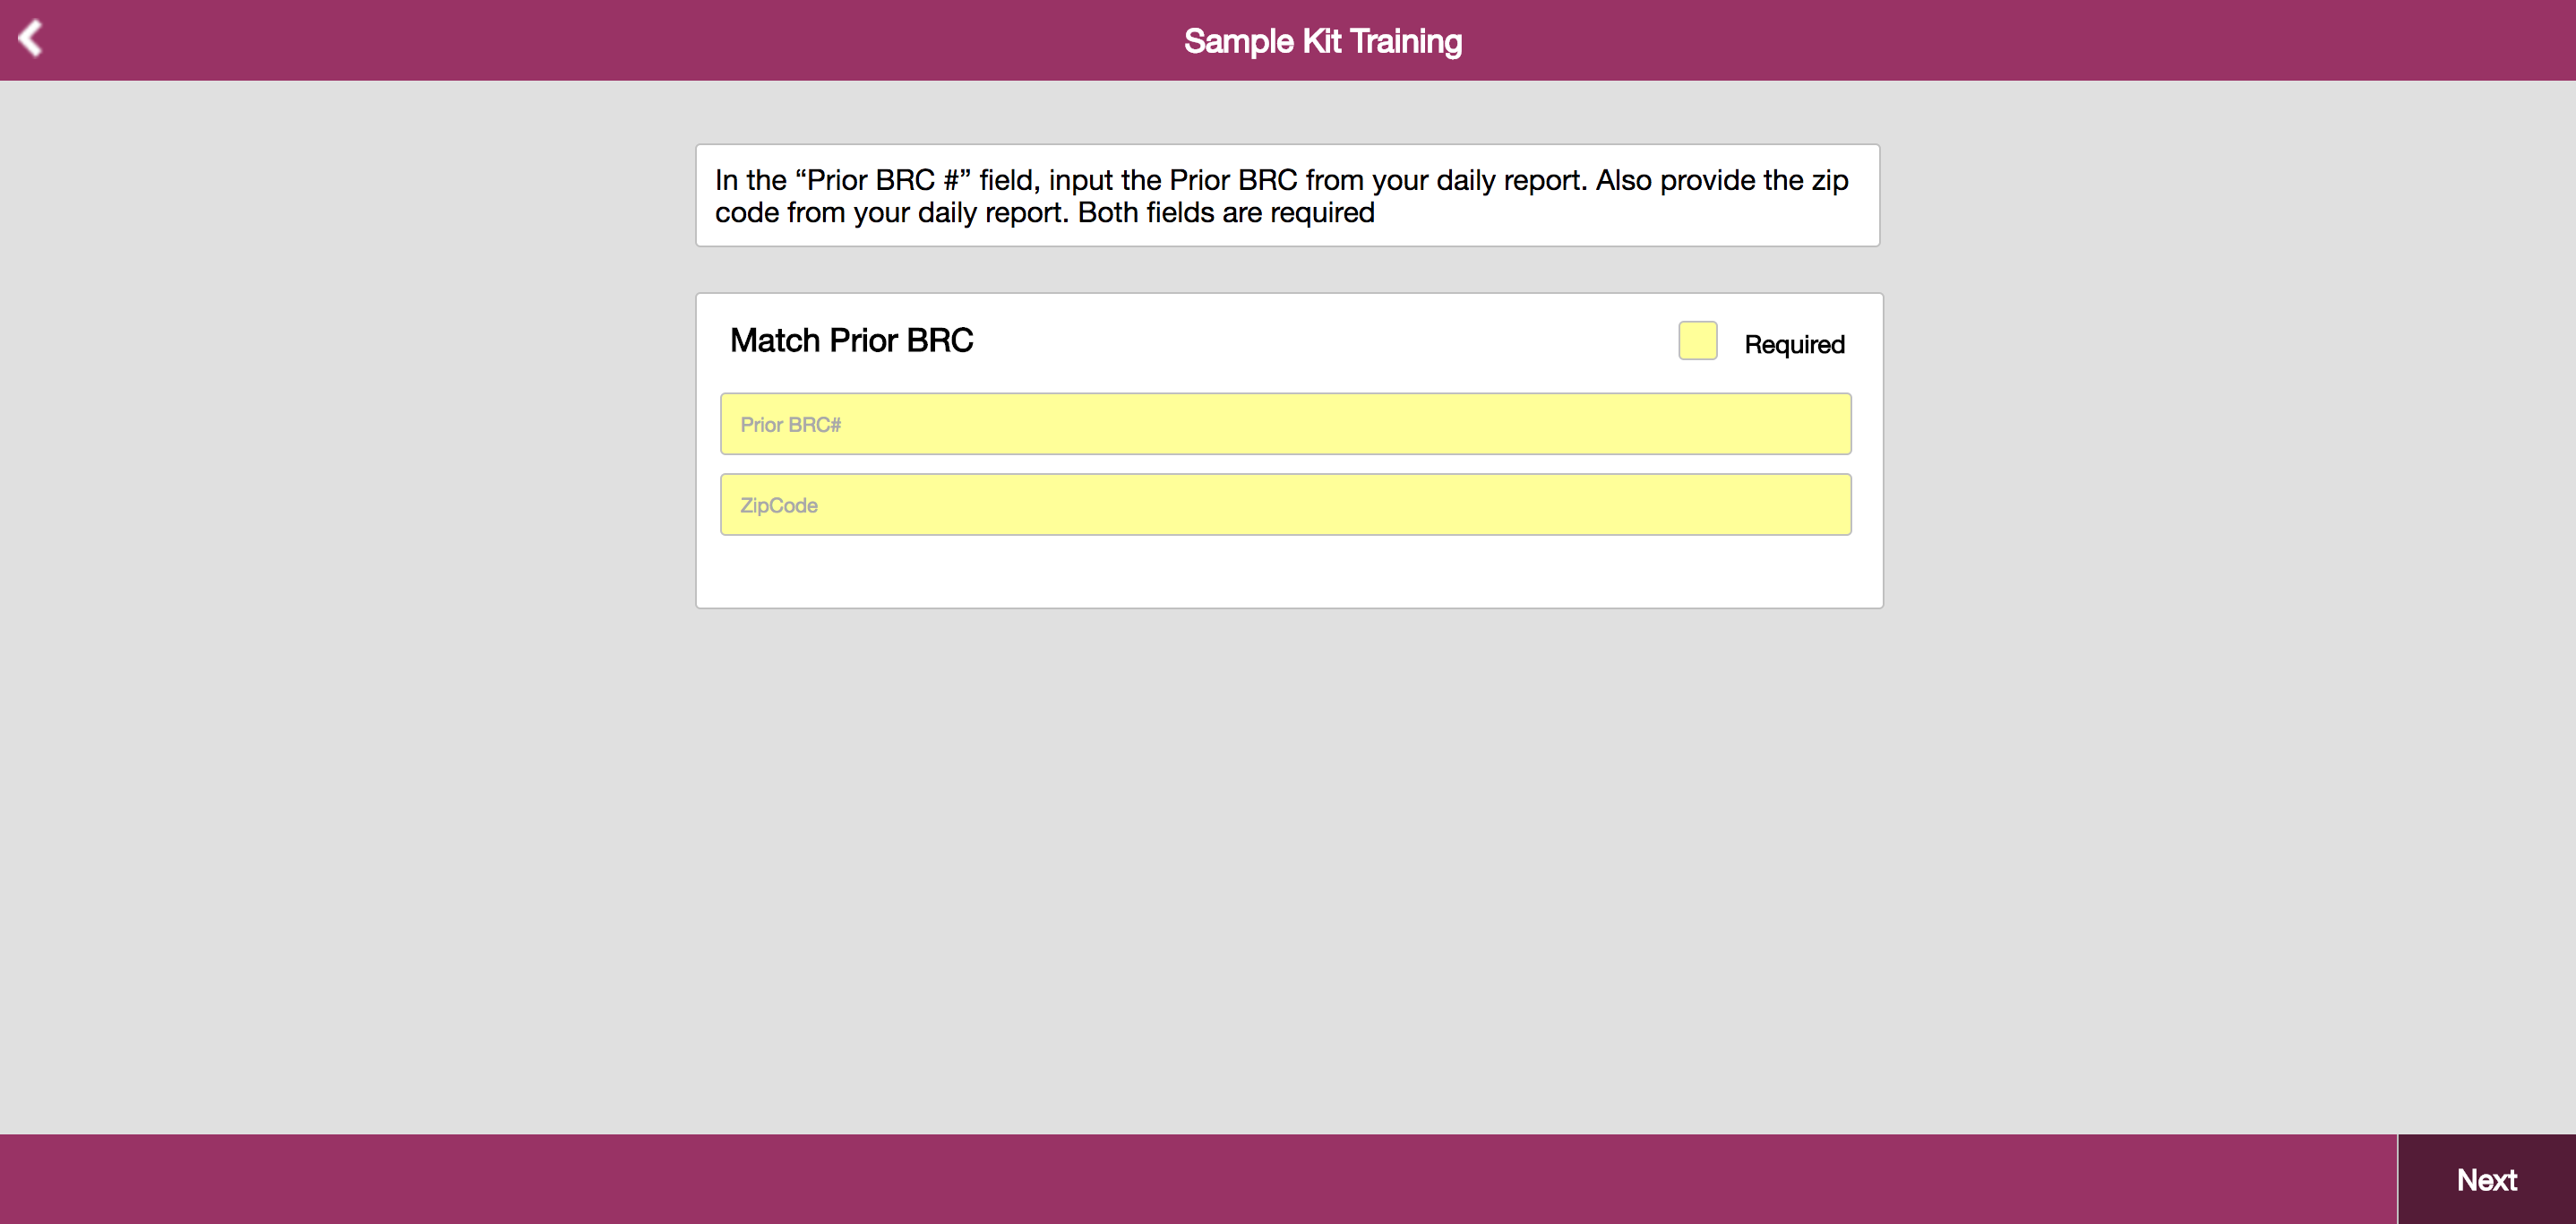 Sample Kit Training
In the “Prior BRC #” field, input the Prior BRC from your daily report. Also provide the zip
code from your daily report. Both fields are required
Match Prior BRC
Required
Prior BRC#
ZipCode
Next